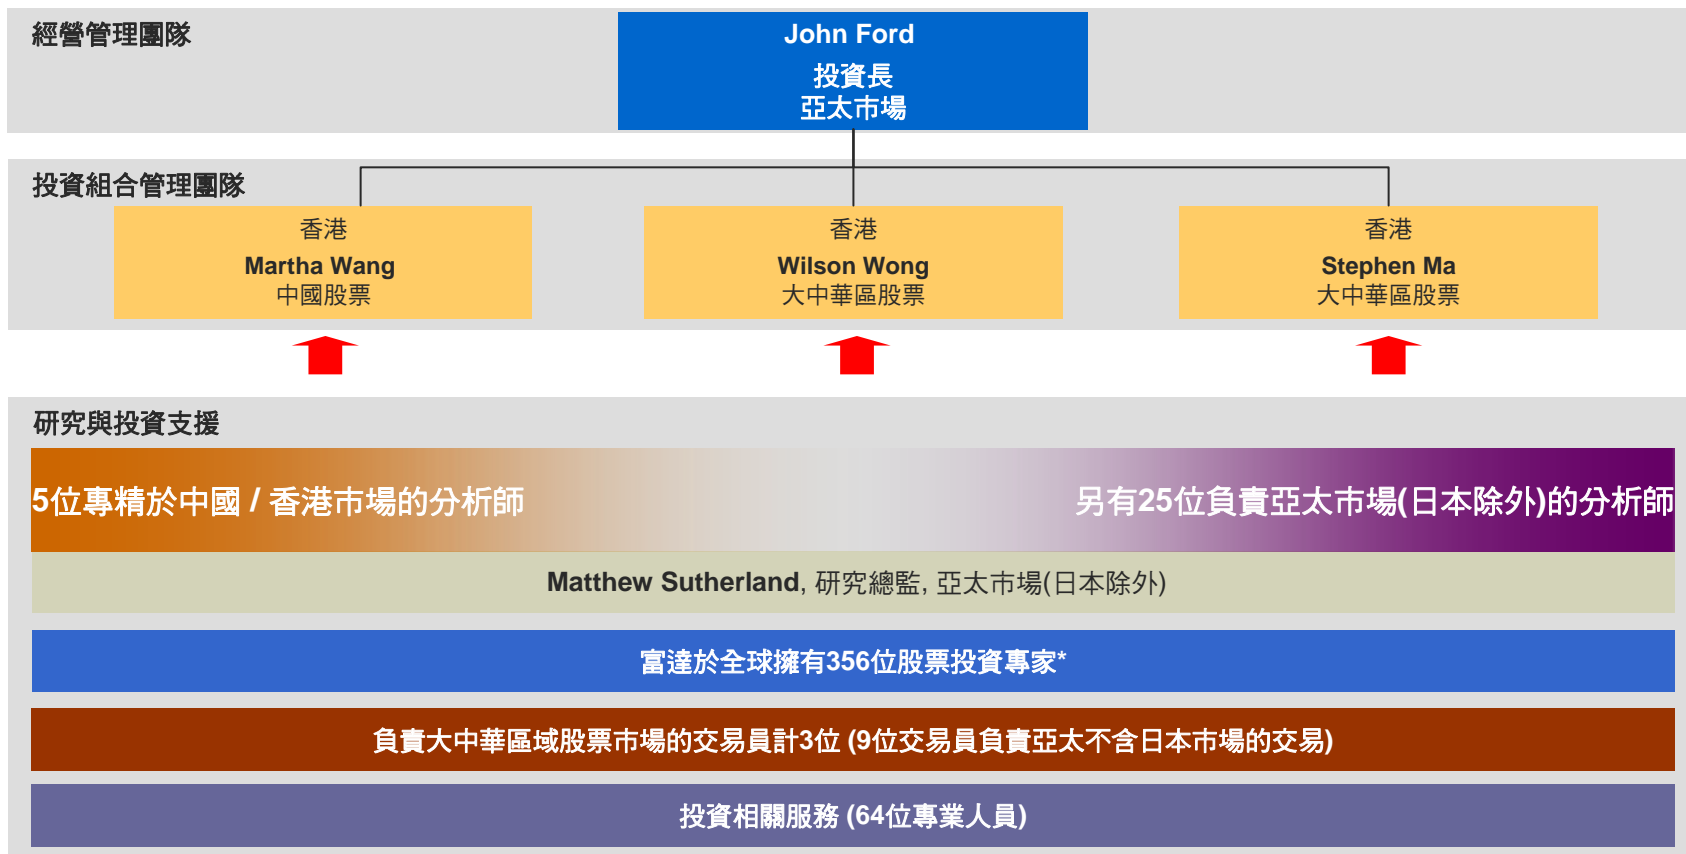 經營管理團隊
John Ford
投資長
亞太市場
投資組合管理團隊
香港
Martha Wang
中國股票
香港
Wilson Wong
大中華區股票
香港
Stephen Ma
大中華區股票
研究與投資支援
5位專精於中國 / 香港市場的分析師
另有25位負責亞太市場(日本除外)的分析師
Matthew Sutherland, 研究總監, 亞太市場(日本除外)
富達於全球擁有356位股票投資專家*
負責大中華區域股票市場的交易員計3位 (9位交易員負責亞太不含日本市場的交易)
投資相關服務 (64位專業人員)